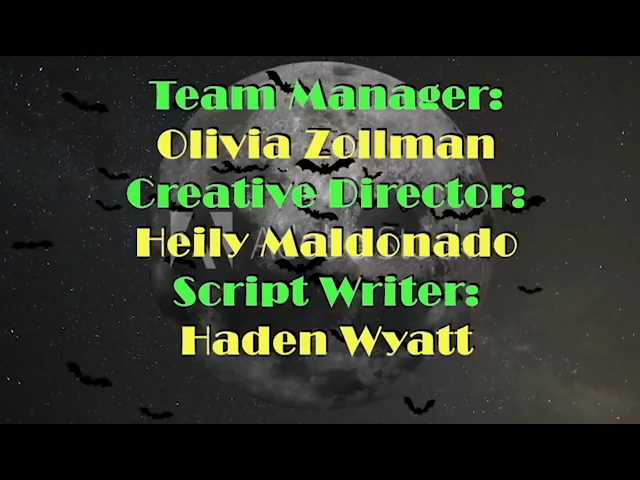 Team Manager:
Olivia Zollman
Creative Director:
Heily Maldonado
Script Writer:
Haden Wyatt